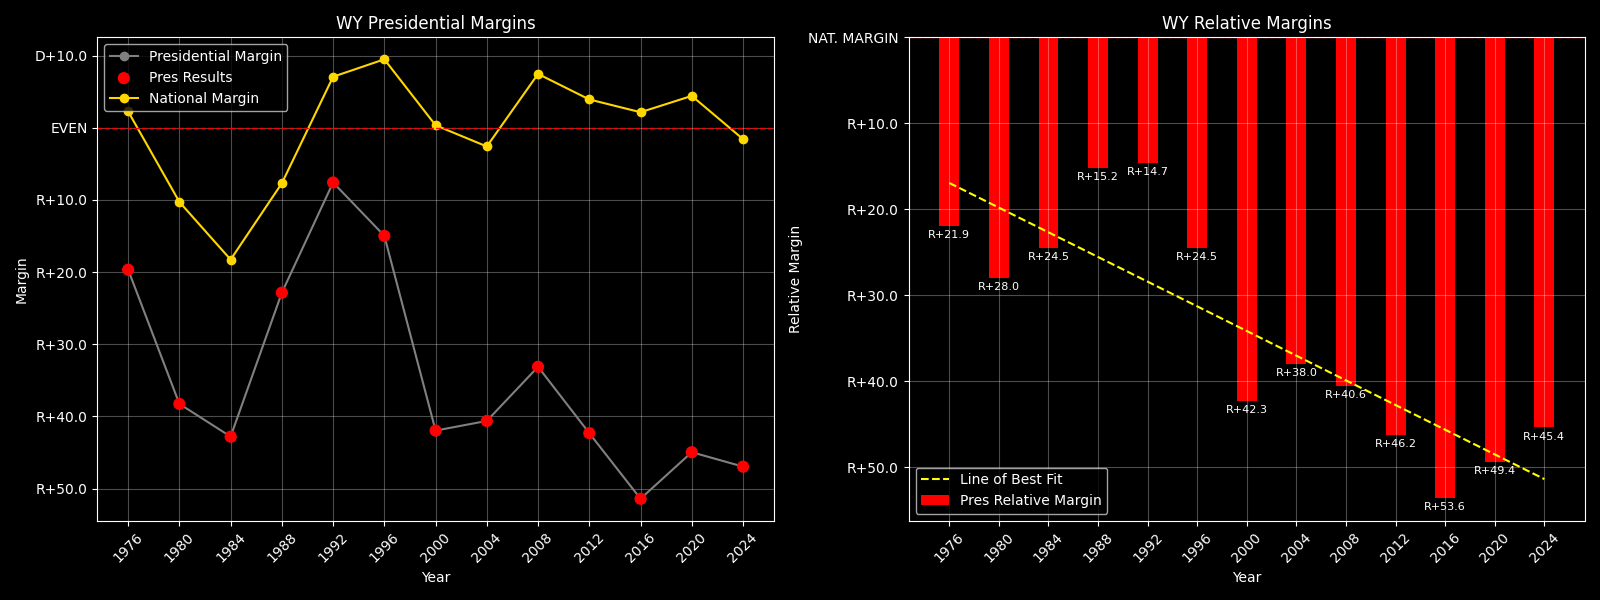 WY Presidential Margins
Presidential Margin
Pres Results
National Margin
D+10.0
EVEN
R+10.0
R+20.0
R+30.0
R+40.0
R+50.0
Margin
1976
1980
1984
1988
1992
1996
2000
2004
2008
2012
2016
2020
2024
Year
WY Relative Margins
NAT. MARGIN
R+10.0
R+20.0
R+30.0
R+40.0
R+50.0
Relative Margin
R+21.9
R+28.0
R+24.5
R+15.2
R+14.7
R+24.5
R+42.3
R+38.0
R+40.6
R+46.2
R+53.6
R+49.4
R+45.4
Line of Best Fit
Pres Relative Margin
1976
1980
1984
1988
1992
1996
2000
2004
2008
2012
2016
2020
2024
Year